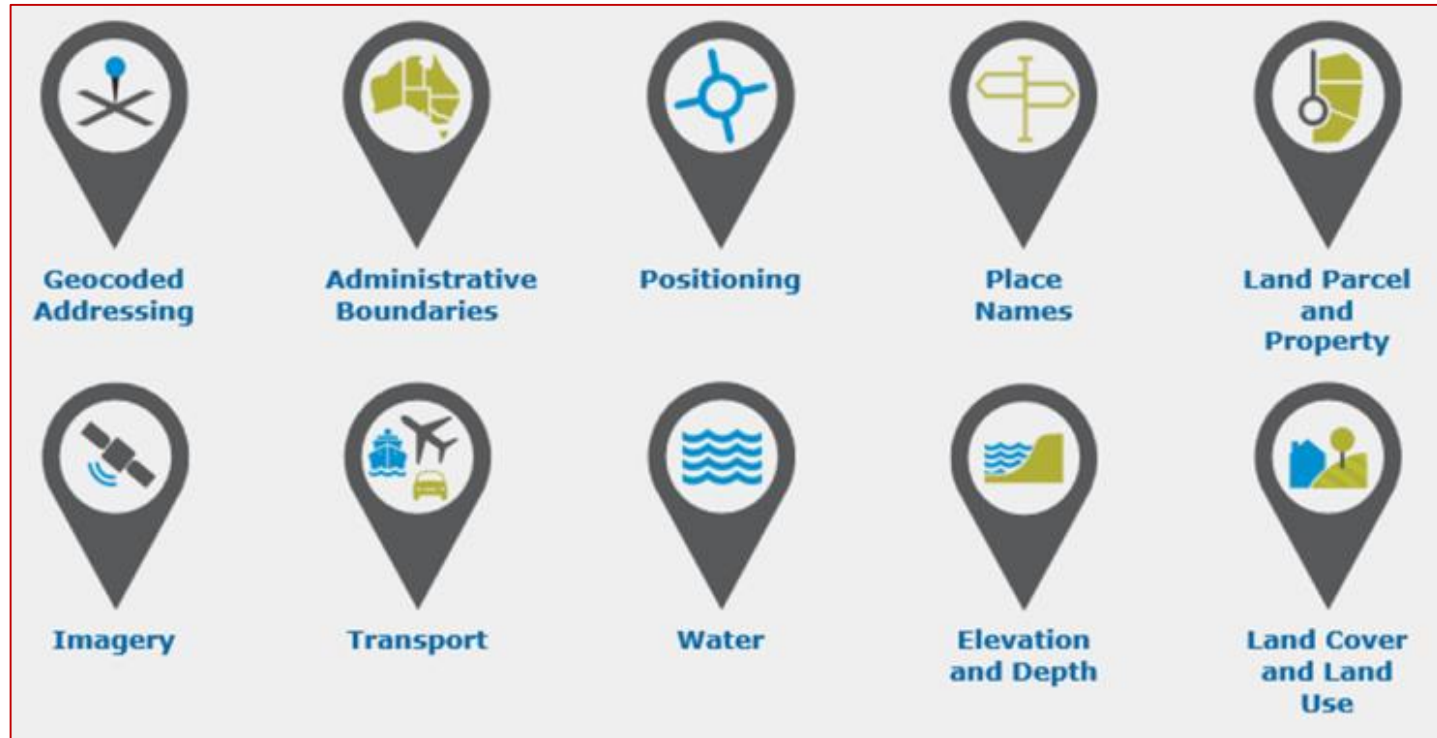 Geocoded
Addressing
Administrative
Boundaries
Positioning
Place
Names
Land Parcel
and
Property
Imagery
Transport
Water
Elevation
and Depth
Land Cover
and Land
Use